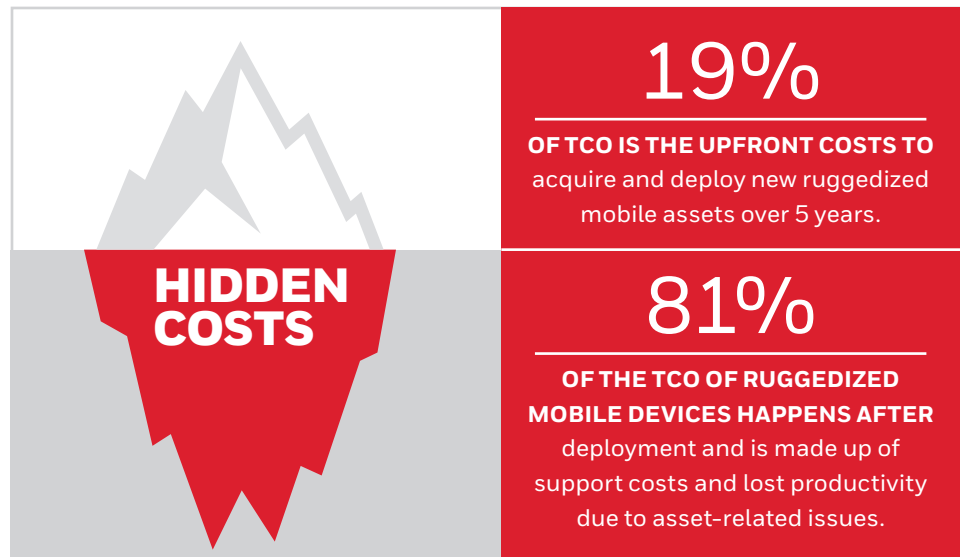 19%
OF TCO IS THE UPFRONT COSTS TO
acquire and deploy new ruggedized
mobile assets over 5 years.
HIDDEN
COSTS
81%
OF THE TCO OF RUGGEDIZED
MOBILE DEVICES HAPPENS AFTER
deployment and is made up of
support costs and lost productivity
due to asset-related issues.